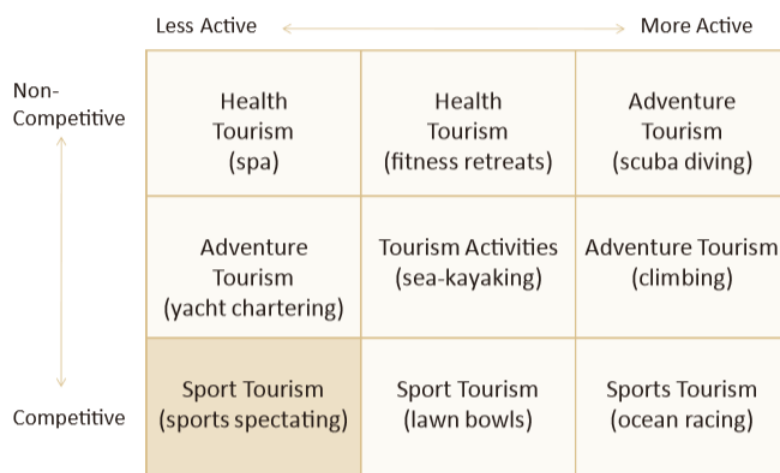 Less Active
More Active
Non-
Competitive
Health
Tourism
(spa)
Health
Tourism
(fitness retreats)
Adventure
Tourism
(scuba diving)
Adventure
Tourism
(yacht chartering)
Tourism Activities
(sea-kayaking)
Adventure Tourism
(climbing)
Competitive
Sport Tourism
(sports spectating)
Sport Tourism
(lawn bowls)
Sports Tourism
(ocean racing)